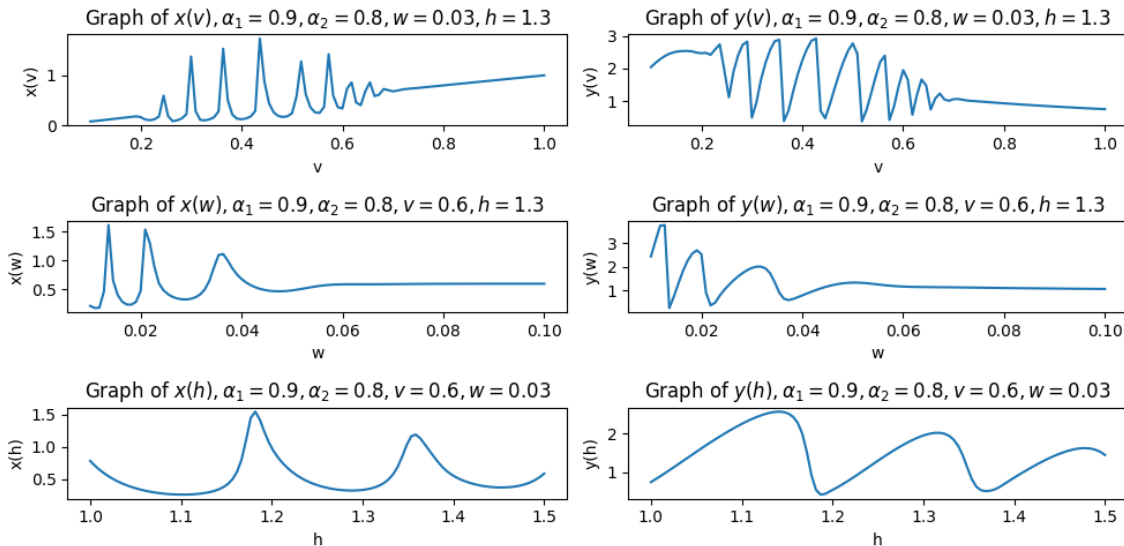 Graph of x(v), α₁ = 0.9, α₂ = 0.8, w = 0.03, h = 1.3
x(v)
1
0
0.2 0.4 0.6 0.8 1.0
v
Graph of y(v), α₁ = 0.9, α₂ = 0.8, w = 0.03, h = 1.3
y(v)
3
2
1
0.2 0.4 0.6 0.8 1.0
v
Graph of x(w), α₁ = 0.9, α₂ = 0.8, v = 0.6, h = 1.3
x(w)
1.5
1.0
0.5
0.02 0.04 0.06 0.08 0.10
w
Graph of y(w), α₁ = 0.9, α₂ = 0.8, v = 0.6, h = 1.3
y(w)
3
2
1
0.02 0.04 0.06 0.08 0.10
w
Graph of x(h), α₁ = 0.9, α₂ = 0.8, v = 0.6, w = 0.03
x(h)
1.5
1.0
0.5
1.0 1.1 1.2 1.3 1.4 1.5
h
Graph of y(h), α₁ = 0.9, α₂ = 0.8, v = 0.6, w = 0.03
y(h)
2
1
1.0 1.1 1.2 1.3 1.4 1.5
h